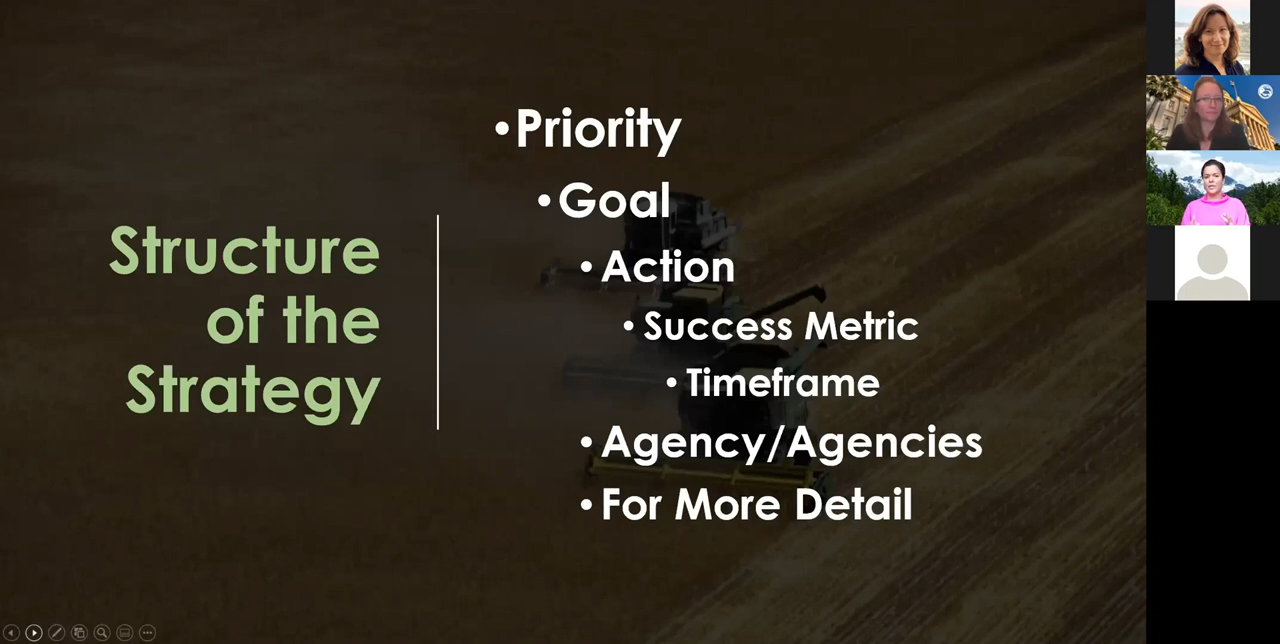 Structure
of the
Strategy
•Priority
•Goal
•Action
•Success Metric
•Timeframe
•Agency/Agencies
•For More Detail